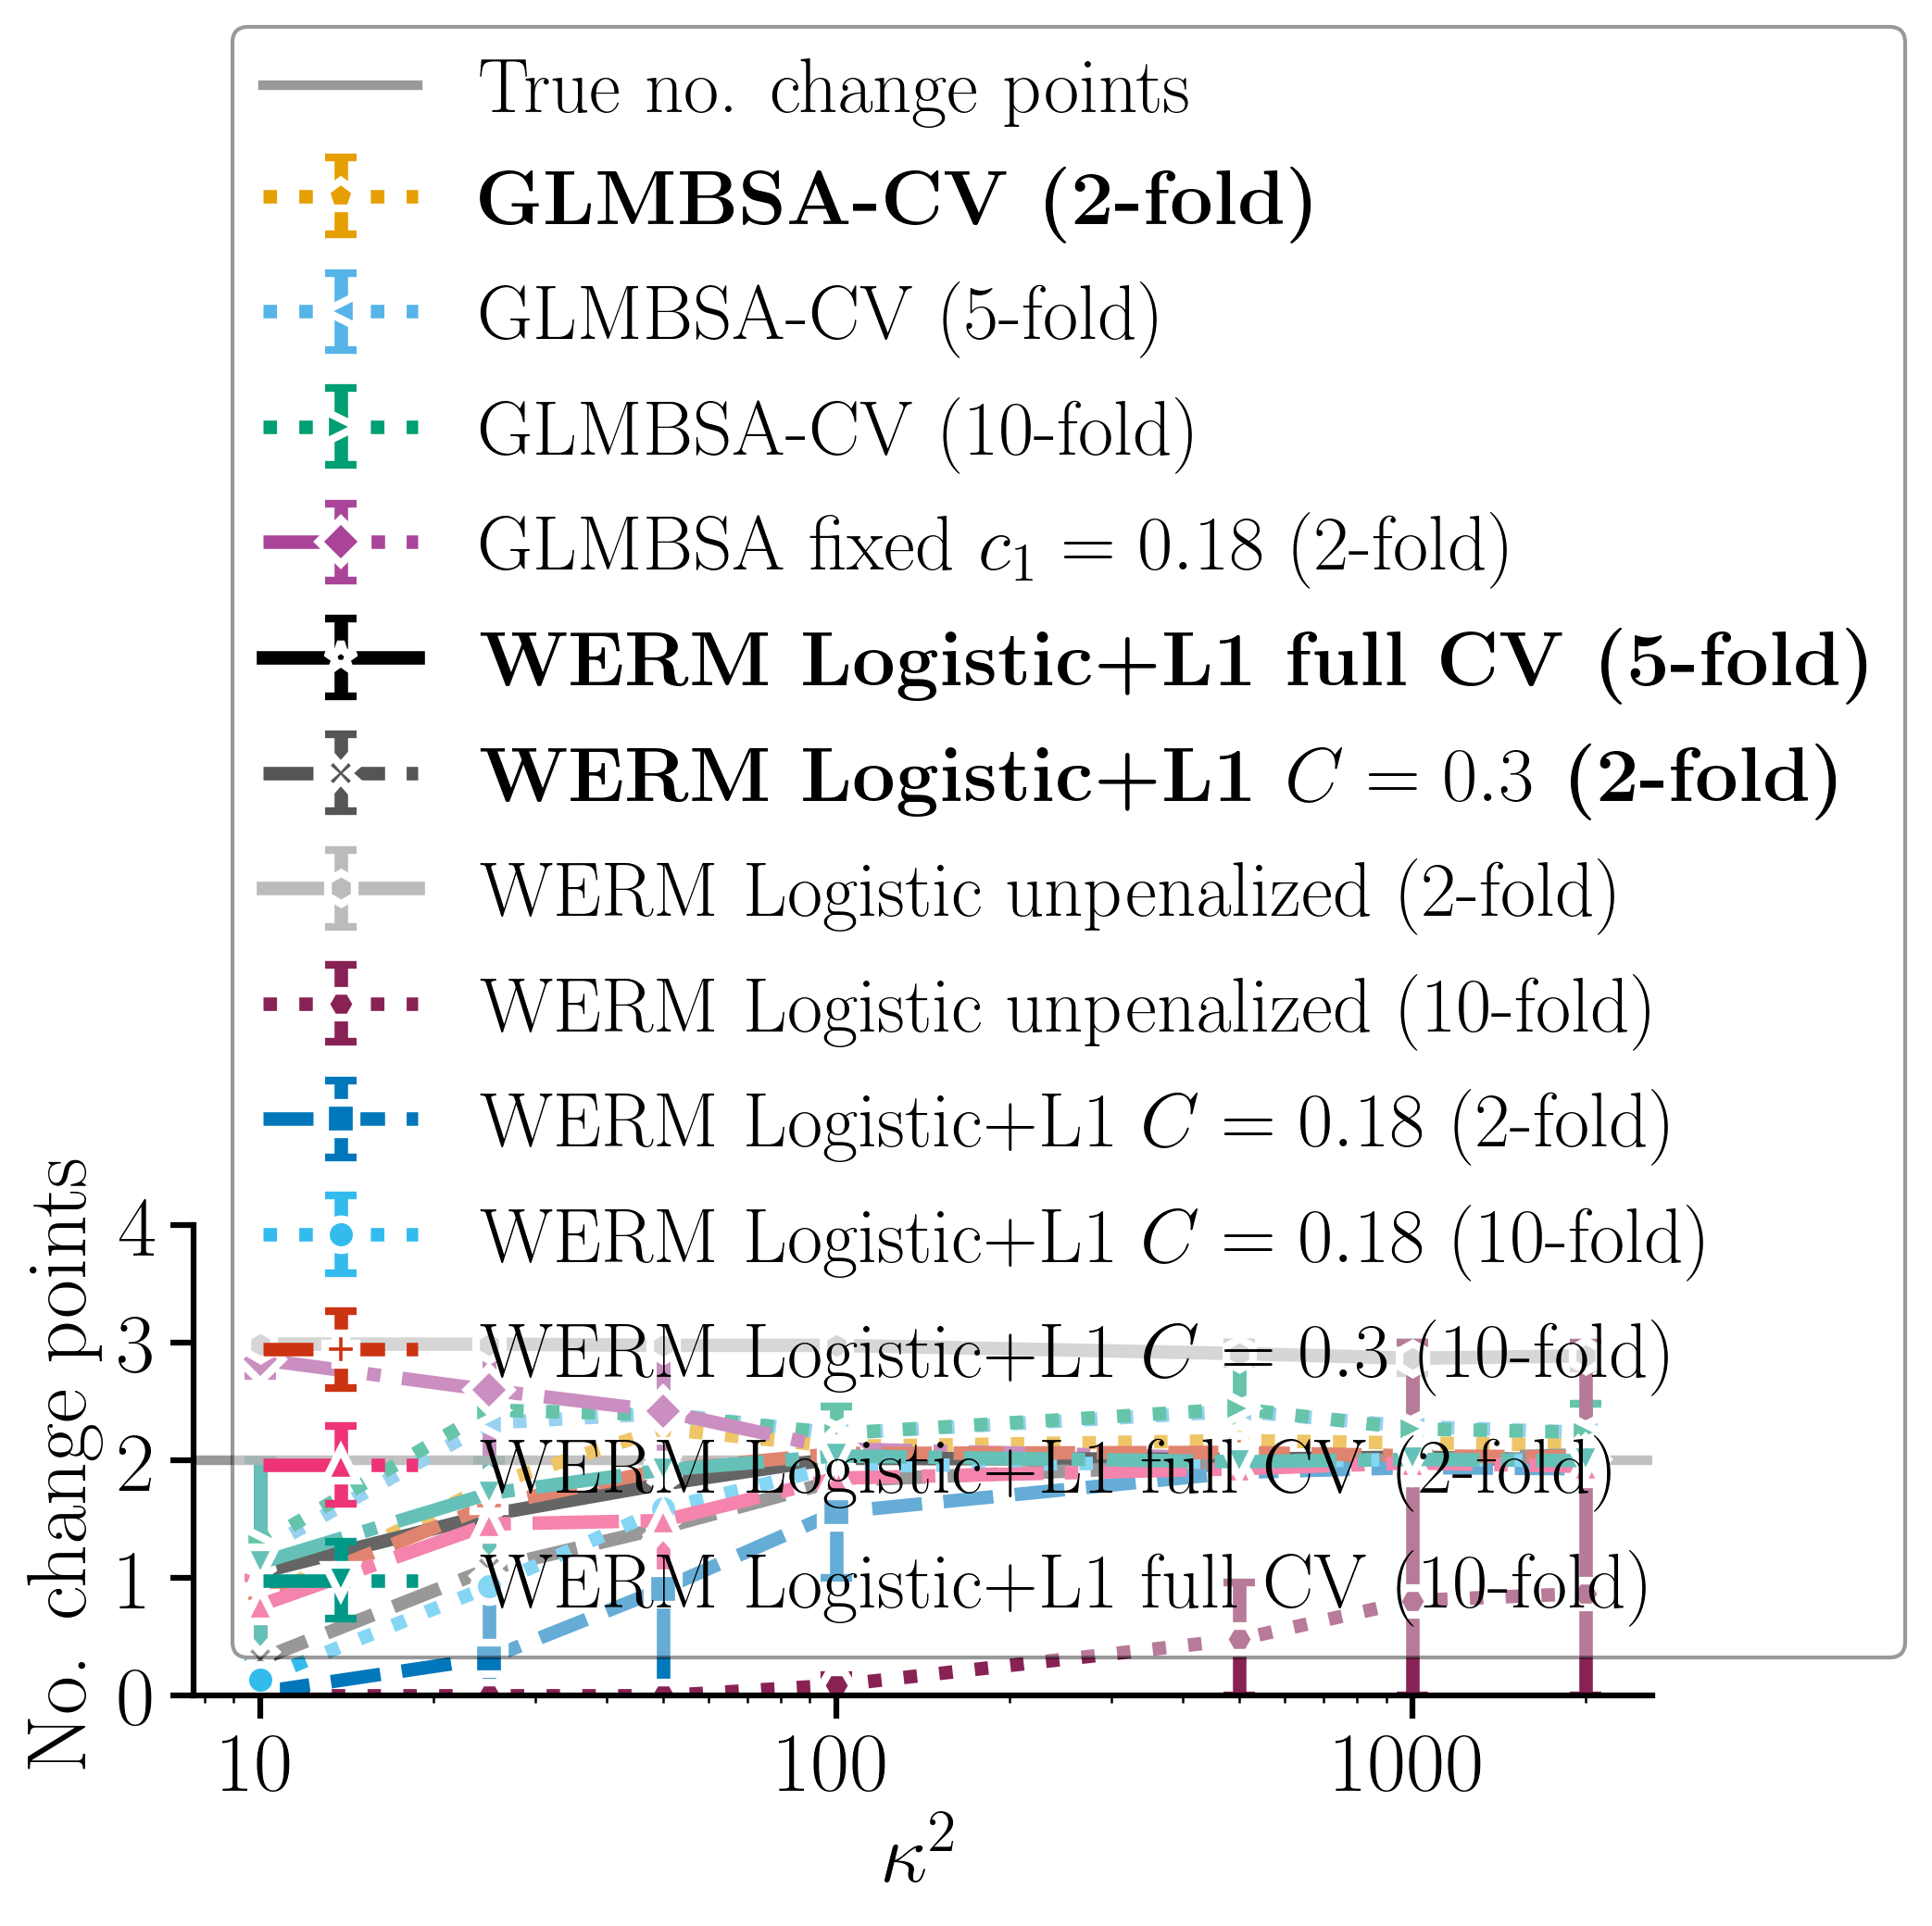 True no. change points
GLMBSA-CV (2-fold)
GLMBSA-CV (5-fold)
GLMBSA-CV (10-fold)
GLMBSA fixed c₁ = 0.18 (2-fold)
WERM Logistic+L1 full CV (5-fold)
WERM Logistic+L1 C = 0.3 (2-fold)
WERM Logistic unpenalized (2-fold)
WERM Logistic unpenalized (10-fold)
WERM Logistic+L1 C = 0.18 (2-fold)
WERM Logistic+L1 C = 0.18 (10-fold)
WERM Logistic+L1 C = 0.3 (10-fold)
WERM Logistic+L1 full CV (2-fold)
WERM Logistic+L1 full CV (10-fold)
No. change points
4
3
2
1
0
10 100 1000
κ²